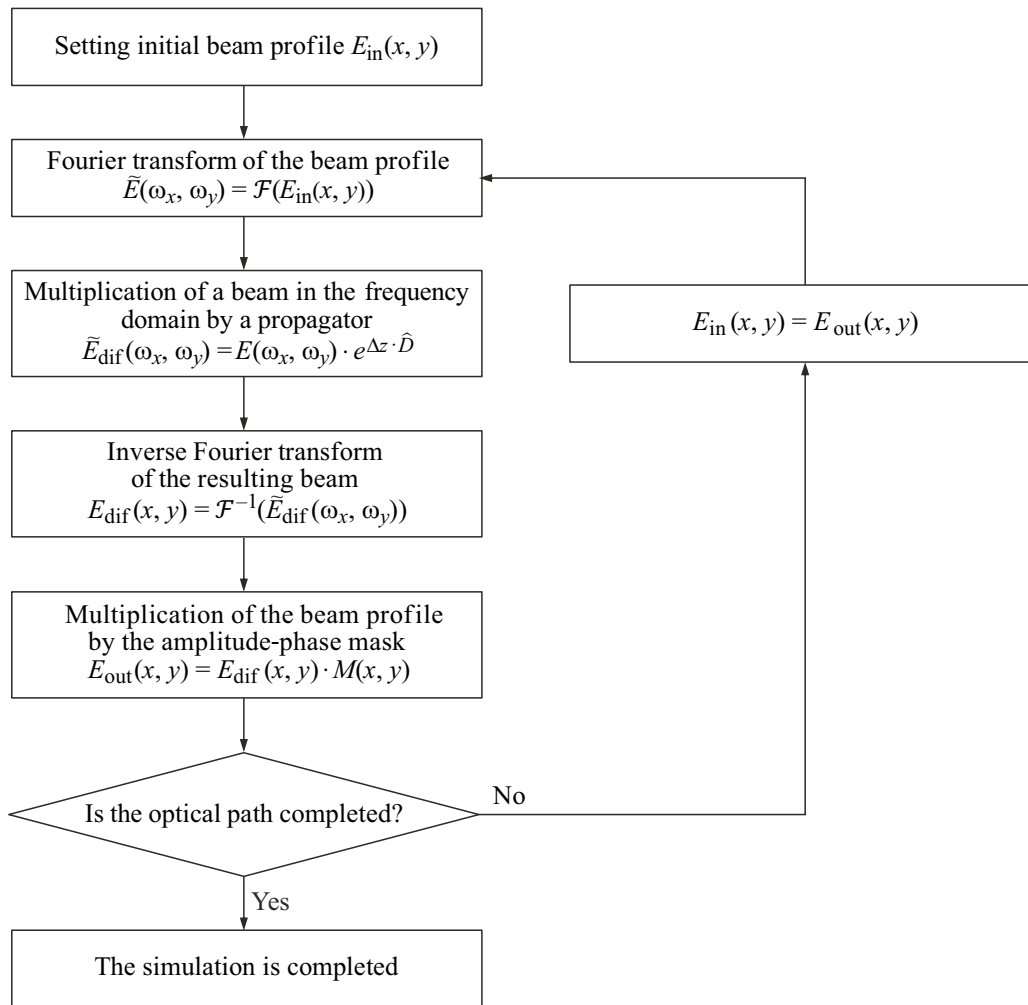 Setting initial beam profile E_in(x, y)
Fourier transform of the beam profile
Ẽ(ω_x, ω_y) = ℱ(E_in(x, y))
Multiplication of a beam in the frequency
domain by a propagator
Ẽ_dif(ω_x, ω_y) = E(ω_x, ω_y) · e^{Δz · D̂}
Inverse Fourier transform
of the resulting beam
E_dif(x, y) = ℱ^{−1}(Ẽ_dif(ω_x, ω_y))
Multiplication of the beam profile
by the amplitude-phase mask
E_out(x, y) = E_dif(x, y) · M(x, y)
Is the optical path completed?
No
E_in(x, y) = E_out(x, y)
Yes
The simulation is completed